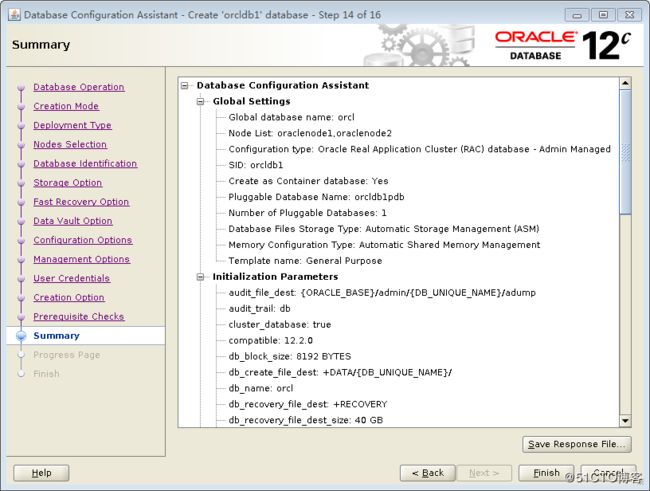 Database Configuration Assistant - Create 'orcldb1' database - Step 14 of 16
Summary
ORACLE
DATABASE
12c
Database Operation
Creation Mode
Deployment Type
Nodes Selection
Database Identification
Storage Option
Fast Recovery Option
Data Vault Option
Configuration Options
Management Options
User Credentials
Creation Option
Prerequisite Checks
Summary
Progress Page
Finish
Database Configuration Assistant
Global Settings
Global database name: orcl
Node List: oraclenode1,oraclenode2
Configuration type: Oracle Real Application Cluster (RAC) database - Admin Managed
SID: orcldb1
Create as Container database: Yes
Pluggable Database Name: orcldb1pdb
Number of Pluggable Databases: 1
Database Files Storage Type: Automatic Storage Management (ASM)
Memory Configuration Type: Automatic Shared Memory Management
Template name: General Purpose
Initialization Parameters
audit_file_dest: {ORACLE_BASE}/admin/{DB_UNIQUE_NAME}/adump
audit_trail: db
cluster_database: true
compatible: 12.2.0
db_block_size: 8192 BYTES
db_create_file_dest: +DATA/{DB_UNIQUE_NAME}/
db_name: orcl
db_recovery_file_dest: +RECOVERY
db_recovery_file_dest_size: 40 GB
Save Response File...
Help
< Back
Next >
Finish
Cancel
@51CTO博客